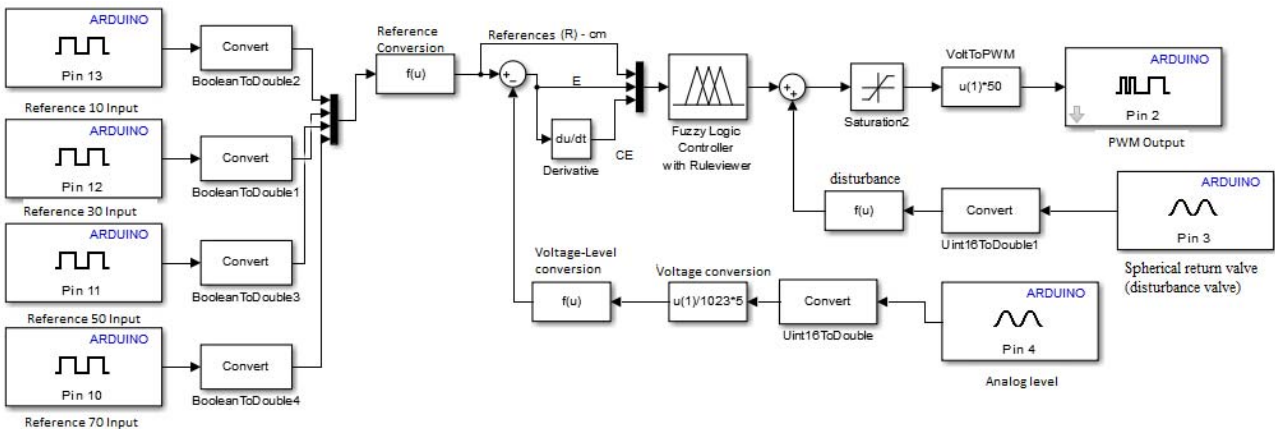 ARDUINO
Pin 13
Reference 10 Input
Convert
BooleanToDouble2
ARDUINO
Pin 12
Reference 30 Input
Convert
BooleanToDouble1
ARDUINO
Pin 11
Reference 50 Input
Convert
BooleanToDouble3
ARDUINO
Pin 10
Reference 70 Input
Convert
BooleanToDouble4
Reference
Conversion
f(u)
References (R) - cm
E
du/dt
Derivative
CE
Fuzzy Logic
Controller
with Ruleviewer
Saturation2
VoltToPWM
u(1)*50
ARDUINO
Pin 2
PWM Output
disturbance
f(u)
Convert
Uint16ToDouble1
ARDUINO
Pin 3
Spherical return valve
(disturbance valve)
Voltage-Level
conversion
f(u)
Voltage conversion
u(1)/1023*5
Convert
Uint16ToDouble
ARDUINO
Pin 4
Analog level